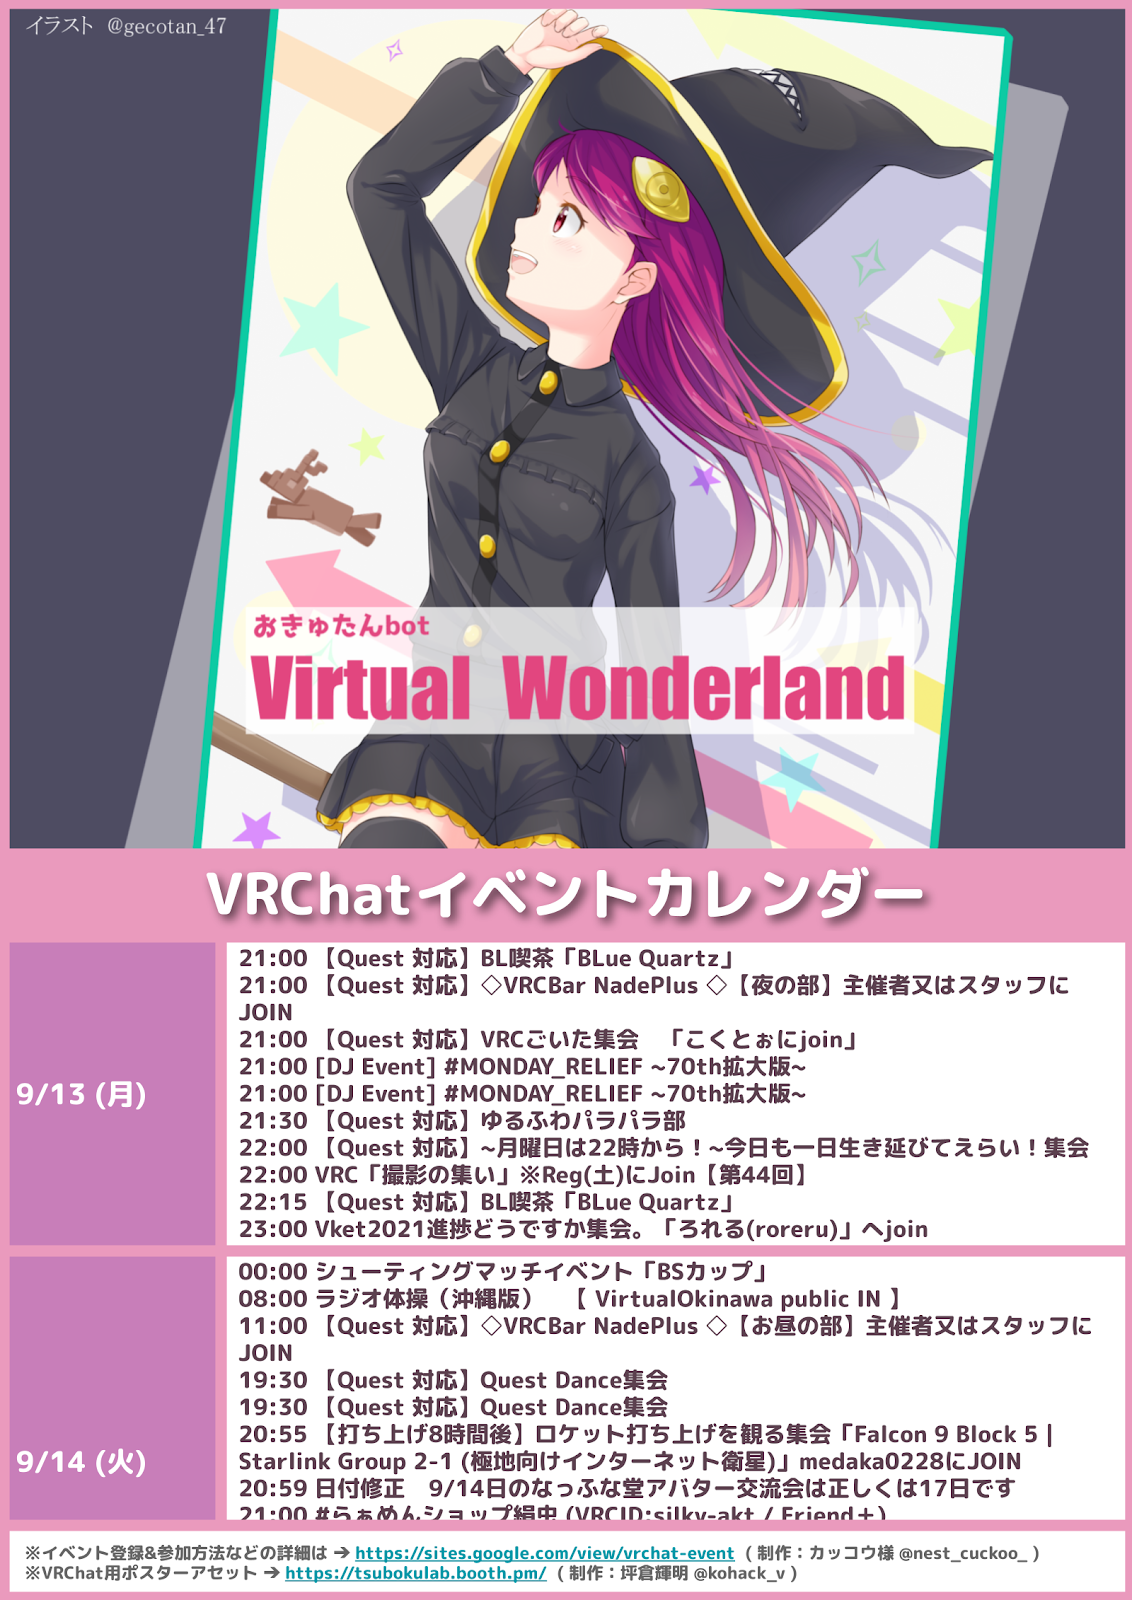 イラスト @gecotan_47
おきゅたんbot
Virtual Wonderland
VRChatイベントカレンダー
9/13 (月)
21:00 【Quest 対応】BL喫茶「BLue Quartz」
21:00 【Quest 対応】◇VRCBar NadePlus ◇【夜の部】主催者又はスタッフに
JOIN
21:00 【Quest 対応】VRCごいた集会　「こくとぉにjoin」
21:00 [DJ Event] #MONDAY_RELIEF ~70th拡大版~
21:00 [DJ Event] #MONDAY_RELIEF ~70th拡大版~
21:30 【Quest 対応】ゆるふわパラパラ部
22:00 【Quest 対応】~月曜日は22時から！~今日も一日生き延びてえらい！集会
22:00 VRC「撮影の集い」※Reg(土)にJoin【第44回】
22:15 【Quest 対応】BL喫茶「BLue Quartz」
23:00 Vket2021進捗どうですか集会。「ろれる(roreru)」へjoin
9/14 (火)
00:00 シューティングマッチイベント「BSカップ」
08:00 ラジオ体操（沖縄版）　【 VirtualOkinawa public IN 】
11:00 【Quest 対応】◇VRCBar NadePlus ◇【お昼の部】主催者又はスタッフに
JOIN
19:30 【Quest 対応】Quest Dance集会
19:30 【Quest 対応】Quest Dance集会
20:55 【打ち上げ8時間後】ロケット打ち上げを観る集会「Falcon 9 Block 5 |
Starlink Group 2-1 (極地向けインターネット衛星)」medaka0228にJOIN
20:59 日付修正　9/14日のなっふな堂アバター交流会は正しくは17日です
21:00 #らぁめんショップ絹中 (VRCID:silky-akt / Friend＋)
※イベント登録&参加方法などの詳細は ➔ https://sites.google.com/view/vrchat-event （ 制作：カッコウ様 @nest_cuckoo_ ）
※VRChat用ポスターアセット ➔ https://tsubokulab.booth.pm/ （ 制作：坪倉輝明 @kohack_v ）